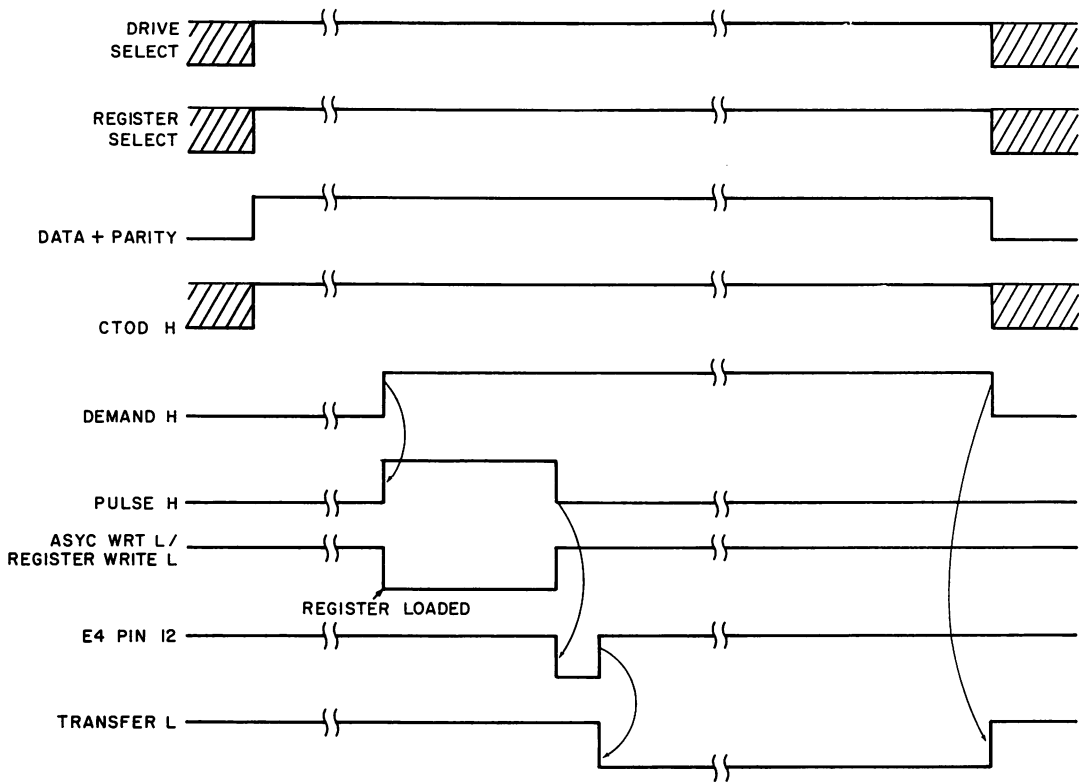 DRIVE
SELECT
REGISTER
SELECT
DATA + PARITY
CTOD H
DEMAND H
PULSE H
ASYC WRT L/
REGISTER WRITE L
REGISTER LOADED
E4 PIN 12
TRANSFER L